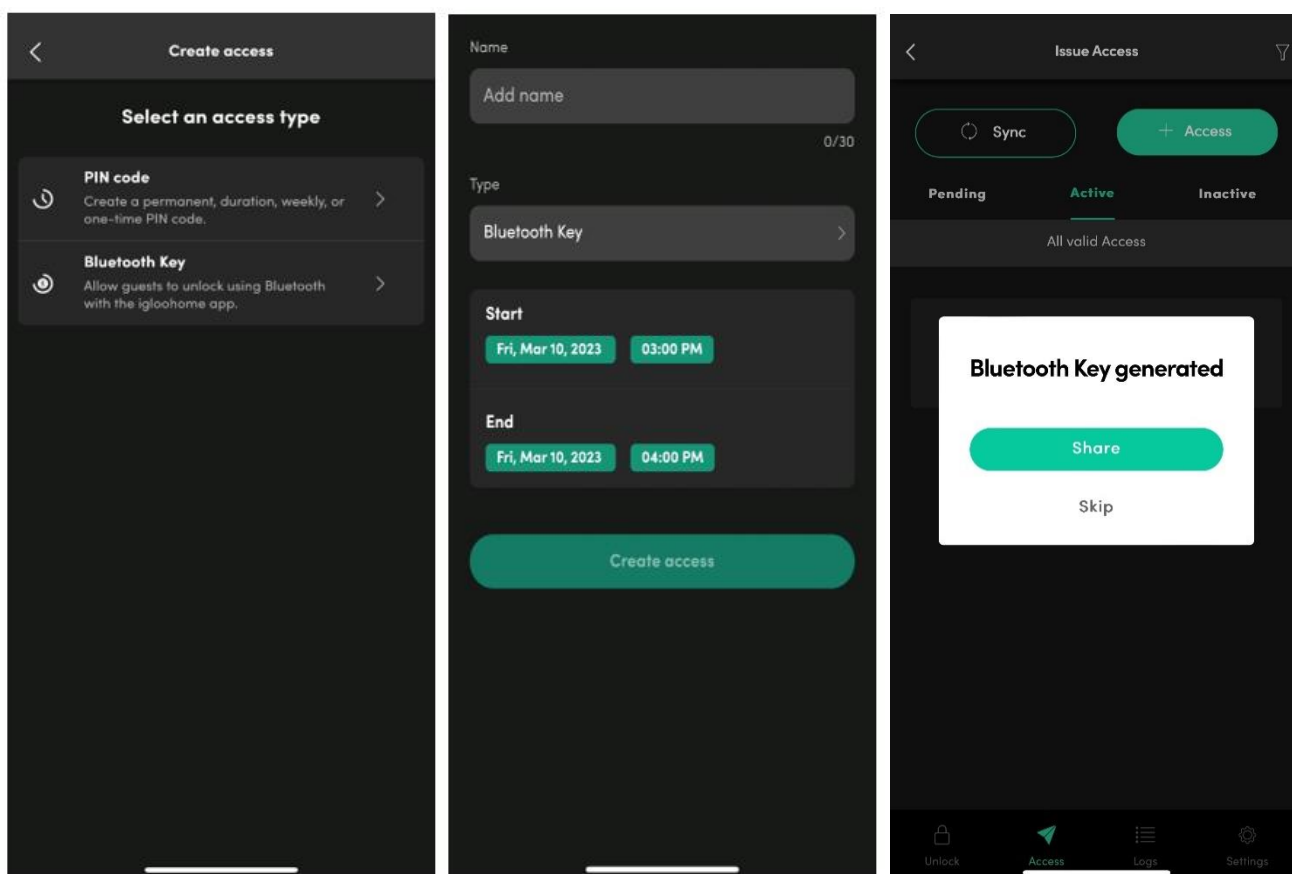 Create access
Select an access type
PIN code
Create a permanent, duration, weekly, or
one-time PIN code.
Bluetooth Key
Allow guests to unlock using Bluetooth
with the igloohome app.
Name
Add name
0/30
Type
Bluetooth Key
Start
Fri, Mar 10, 2023 03:00 PM
End
Fri, Mar 10, 2023 04:00 PM
Create access
Issue Access
Sync + Access
Pending Active Inactive
All valid Access
Bluetooth Key generated
Share
Skip
Unlock Access Logs Settings